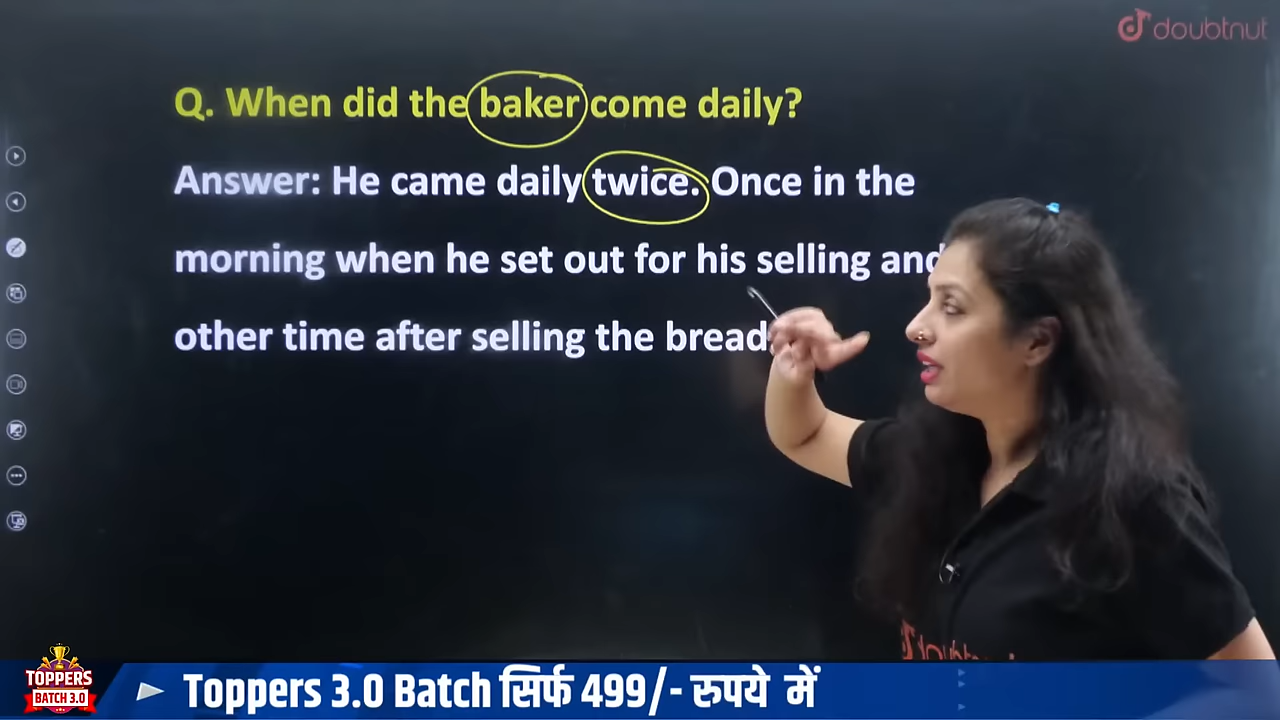 doubtnut
Q. When did the baker come daily?
Answer: He came daily twice. Once in the
morning when he set out for his selling and
other time after selling the bread.
TOPPERS
BATCH 3.0
Toppers 3.0 Batch सिर्फ 499/- रुपये में